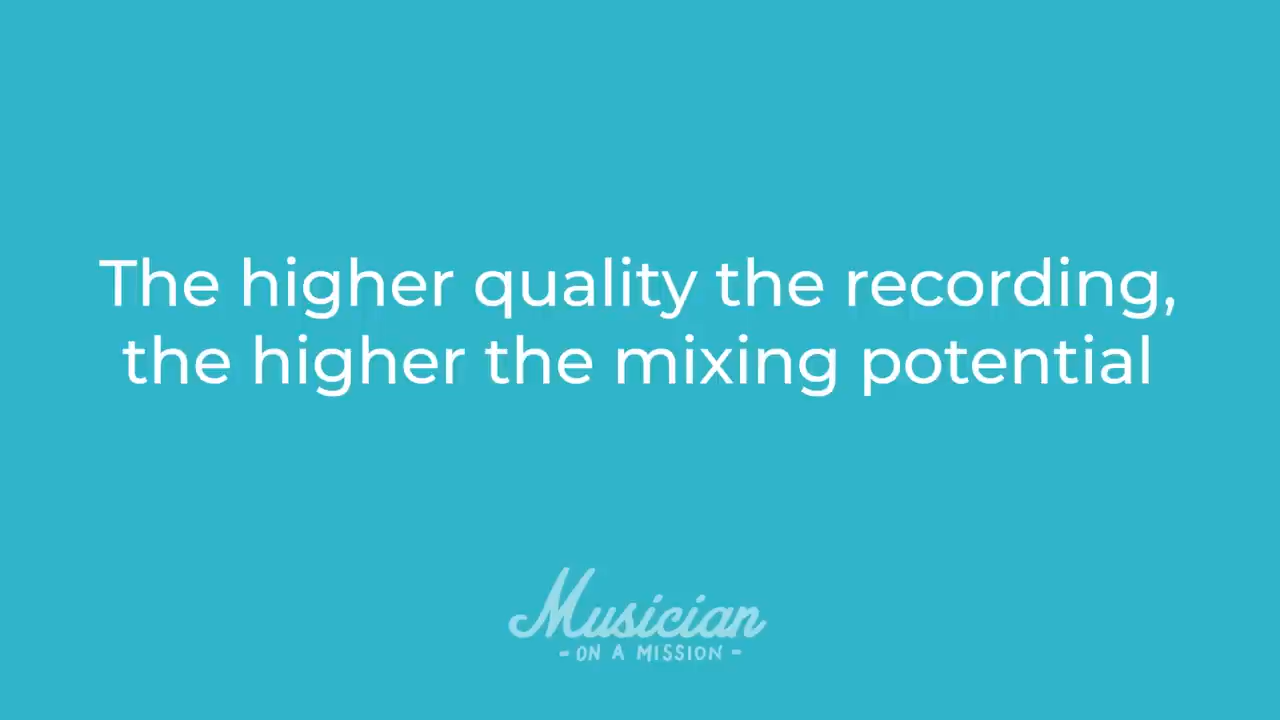 The higher quality the recording,
the higher the mixing potential
Musician
- ON A MISSION -